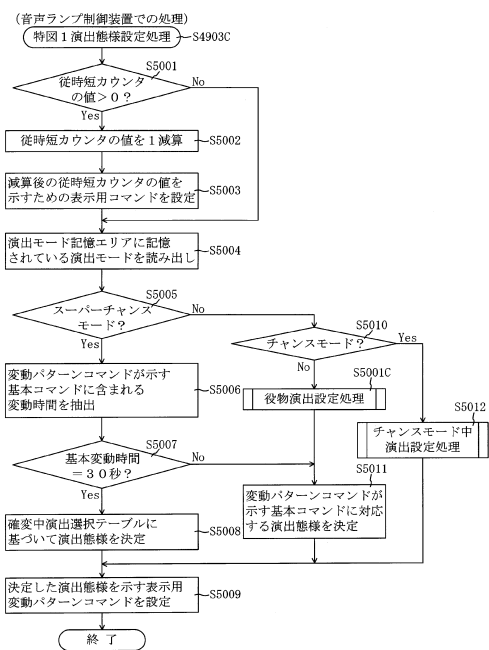 （音声ランプ制御装置での処理）
特図１演出態様設定処理
S4903C
S5001
従時短カウンタ
の値＞０？
No
Yes
従時短カウンタの値を１減算
S5002
減算後の従時短カウンタの値を
示すための表示用コマンドを設定
S5003
演出モード記憶エリアに記憶
されている演出モードを読み出し
S5004
S5005
スーパーチャンス
モード？
No
Yes
S5010
チャンスモード？
Yes
No
変動パターンコマンドが示す
基本コマンドに含まれる
変動時間を抽出
S5006
S5001C
役物演出設定処理
S5012
チャンスモード中
演出設定処理
S5007
基本変動時間
＝３０秒？
No
Yes
S5011
変動パターンコマンドが
示す基本コマンドに対応
する演出態様を決定
確変中演出選択テーブルに
基づいて演出態様を決定
S5008
決定した演出態様を示す表示用
変動パターンコマンドを設定
S5009
終了